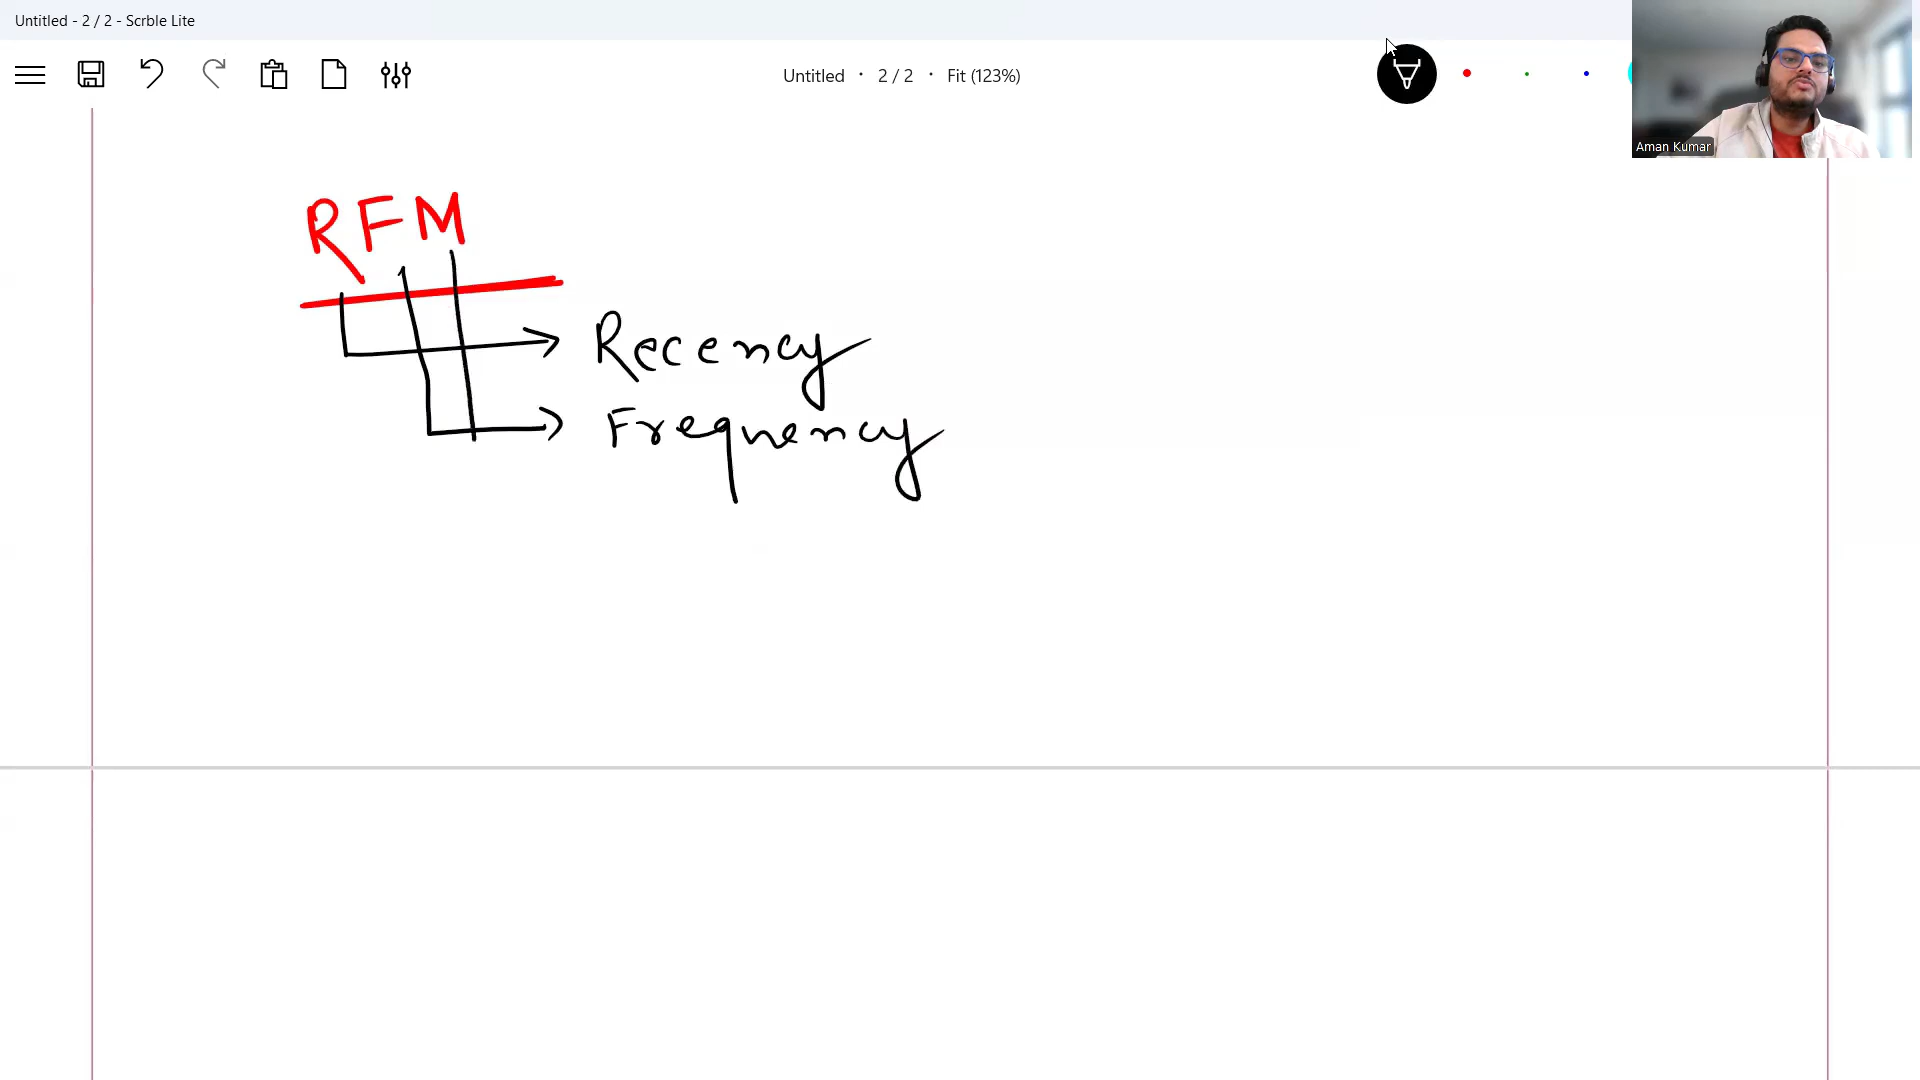 Untitled - 2 / 2 - Scrble Lite
Untitled · 2 / 2 · Fit (123%)
Aman Kumar
RFM
Recency
Frequency